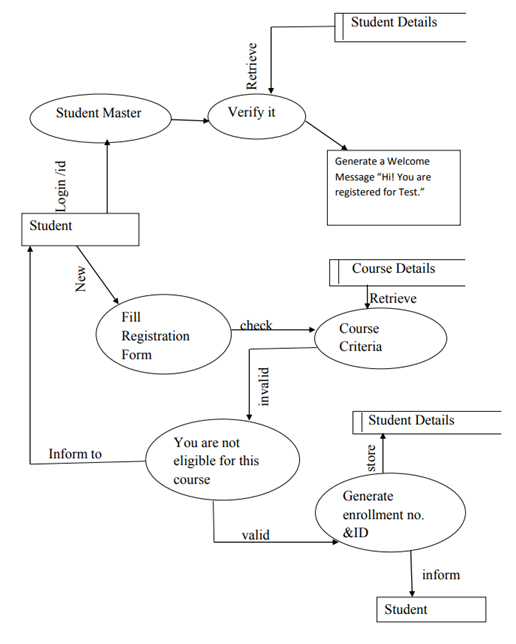 Student Details
Retrieve
Student Master
Verify it
Generate a Welcome
Message "Hi! You are
registered for Test."
Login /id
Student
New
Course Details
Retrieve
Fill
Registration
Form
check
Course
Criteria
invalid
Student Details
You are not
eligible for this
course
Inform to
store
Generate
enrollment no.
&ID
valid
inform
Student